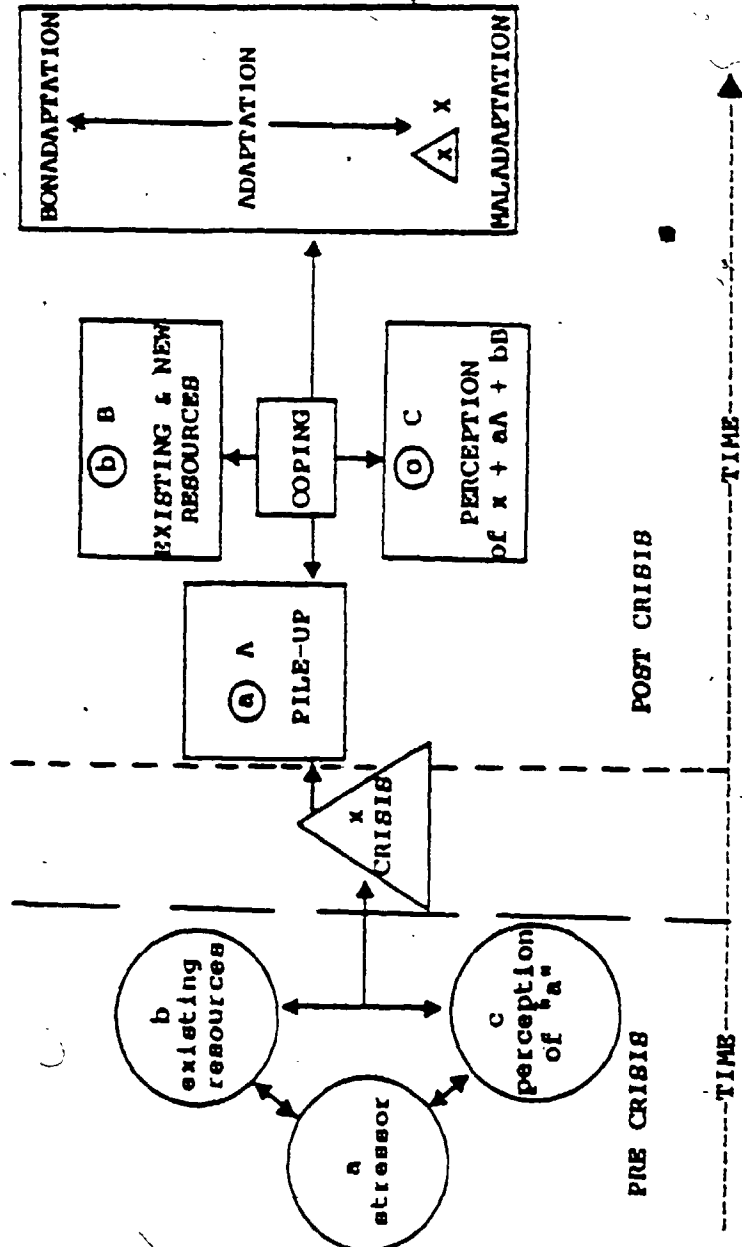 a
stressor
b
existing
resources
c
perception
of "a"
x
CRISIS
a A
PILE-UP
b B
EXISTING & NEW
RESOURCES
COPING
c C
PERCEPTION
of x + aA + bB
BONADAPTATION
ADAPTATION
x X
MALADAPTATION
PRE CRISIS
POST CRISIS
TIME
TIME